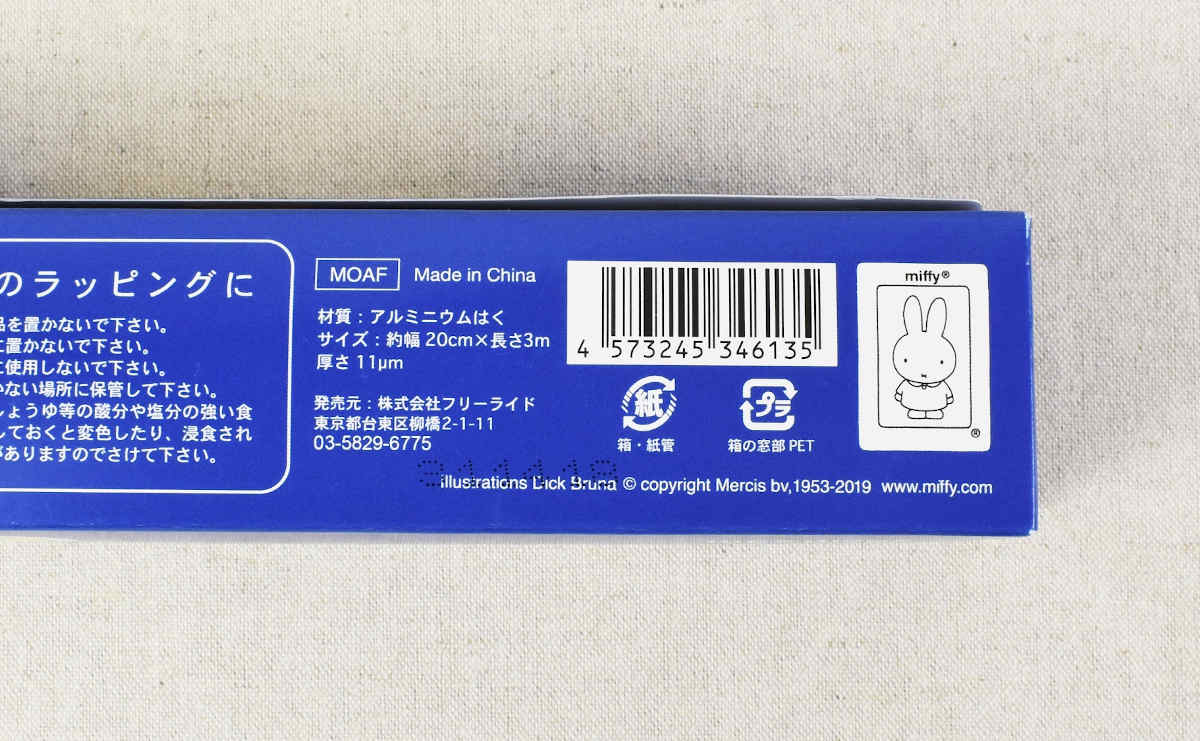 のラッピングに
品を置かないで下さい。
に置かないで下さい。
に使用しないで下さい。
かない場所に保管して下さい。
しょうゆ等の酸分や塩分の強い食
しておくと変色したり、浸食され
がありますのでさけて下さい。
MOAF Made in China
材質：アルミニウムはく
サイズ：約幅 20cm×長さ3m
厚さ 11μm
発売元：株式会社フリーライド
東京都台東区柳橋2-1-11
03-5829-6775
4 573245 346135
紙
箱・紙管
プラ
箱の窓部 PET
miffy®
®
Illustrations Dick Bruna © copyright Mercis bv,1953-2019 www.miffy.com